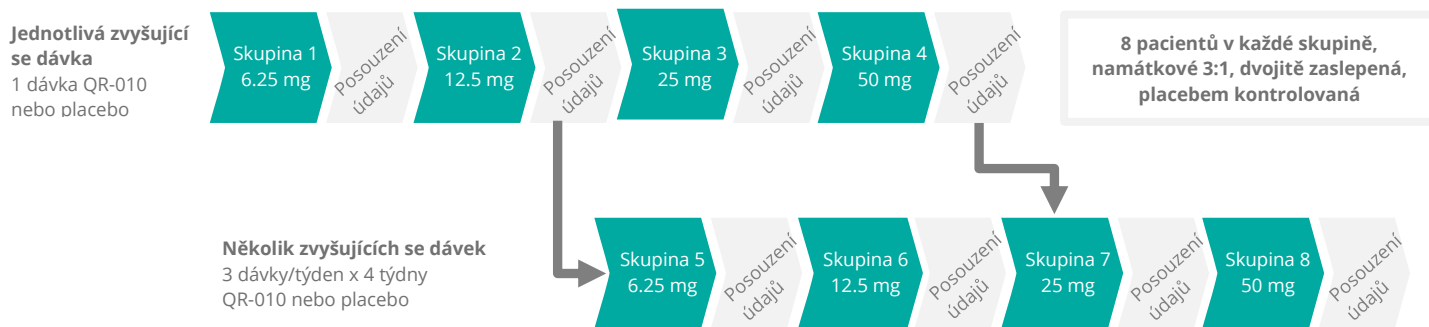 Jednotlivá zvyšující
se dávka
1 dávka QR-010
nebo placebo
Skupina 1
6.25 mg
Posouzení
údajů
Skupina 2
12.5 mg
Posouzení
údajů
Skupina 3
25 mg
Posouzení
údajů
Skupina 4
50 mg
Posouzení
údajů
8 pacientů v každé skupině,
namátkové 3:1, dvojitě zaslepená,
placebem kontrolovaná
Několik zvyšujících se dávek
3 dávky/týden x 4 týdny
QR-010 nebo placebo
Skupina 5
6.25 mg
Posouzení
údajů
Skupina 6
12.5 mg
Posouzení
údajů
Skupina 7
25 mg
Posouzení
údajů
Skupina 8
50 mg
Posouzení
údajů